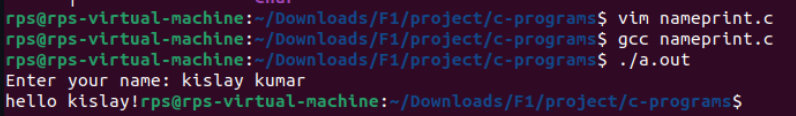 rps@rps-virtual-machine:~/Downloads/F1/project/c-programs$ vim nameprint.c
rps@rps-virtual-machine:~/Downloads/F1/project/c-programs$ gcc nameprint.c
rps@rps-virtual-machine:~/Downloads/F1/project/c-programs$ ./a.out
Enter your name: kislay kumar
hello kislay!rps@rps-virtual-machine:~/Downloads/F1/project/c-programs$